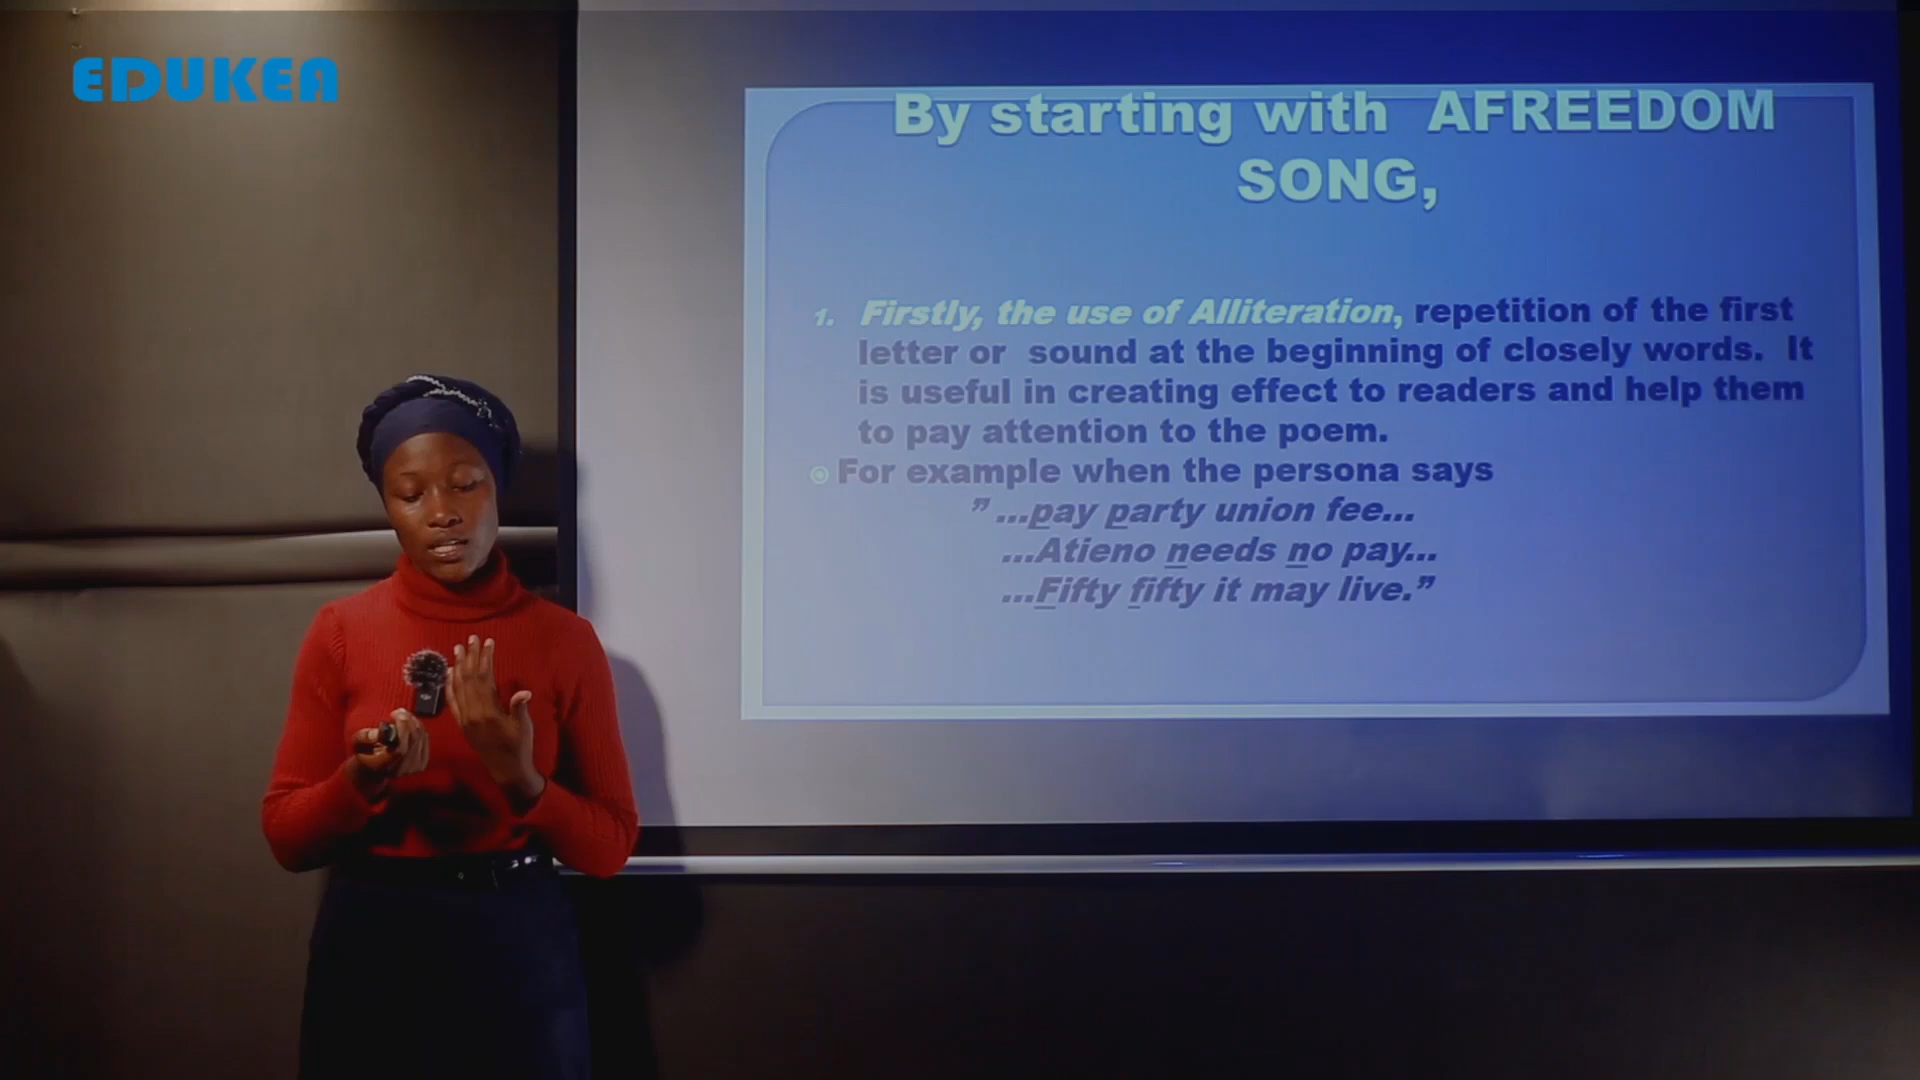 EDUKEA
By starting with AFREEDOM
SONG,
1. Firstly, the use of Alliteration, repetition of the first
letter or sound at the beginning of closely words. It
is useful in creating effect to readers and help them
to pay attention to the poem.
For example when the persona says
” ...pay party union fee...
...Atieno needs no pay...
...Fifty fifty it may live.”